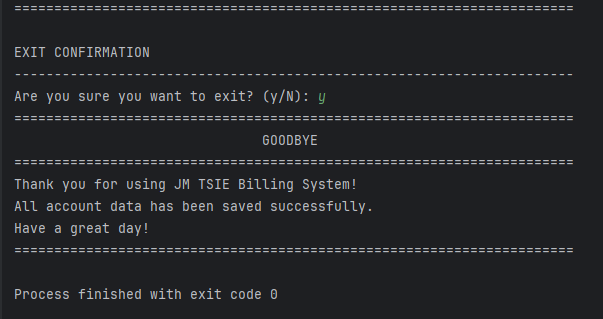 ======================================================================
EXIT CONFIRMATION
----------------------------------------------------------------------
Are you sure you want to exit? (y/N): y
======================================================================
GOODBYE
======================================================================
Thank you for using JM TSIE Billing System!
All account data has been saved successfully.
Have a great day!
======================================================================
Process finished with exit code 0